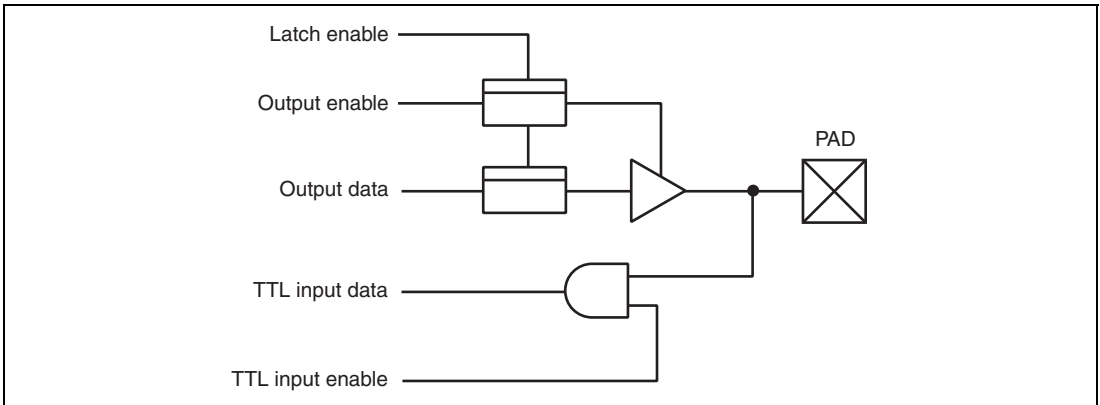 Latch enable
Output enable
PAD
Output data
TTL input data
TTL input enable